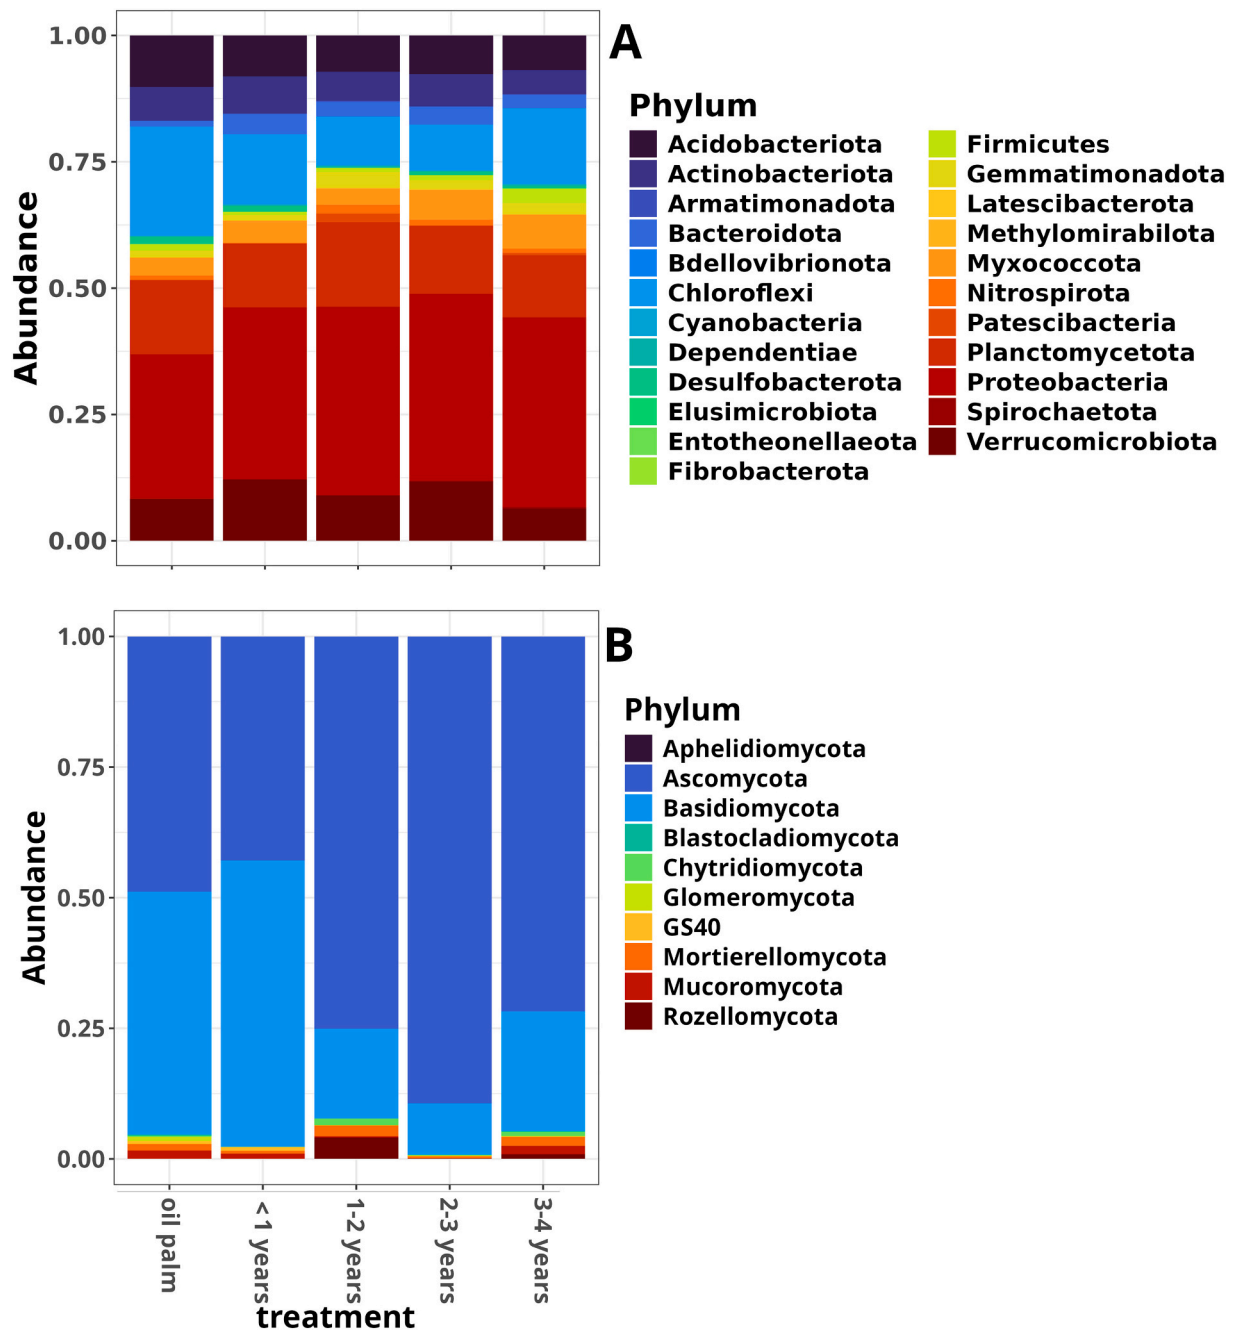 A
1.00
0.75
0.50
0.25
0.00
Abundance
Phylum
Acidobacteriota
Actinobacteriota
Armatimonadota
Bacteroidota
Bdellovibrionota
Chloroflexi
Cyanobacteria
Dependentiae
Desulfobacterota
Elusimicrobiota
Entotheonellaeota
Fibrobacterota
Firmicutes
Gemmatimonadota
Latescibacterota
Methylomirabilota
Myxococcota
Nitrospirota
Patescibacteria
Planctomycetota
Proteobacteria
Spirochaetota
Verrucomicrobiota
B
1.00
0.75
0.50
0.25
0.00
Abundance
Phylum
Aphelidiomycota
Ascomycota
Basidiomycota
Blastocladiomycota
Chytridiomycota
Glomeromycota
GS40
Mortierellomycota
Mucoromycota
Rozellomycota
oil palm
<1 years
1-2 years
2-3 years
3-4 years
treatment